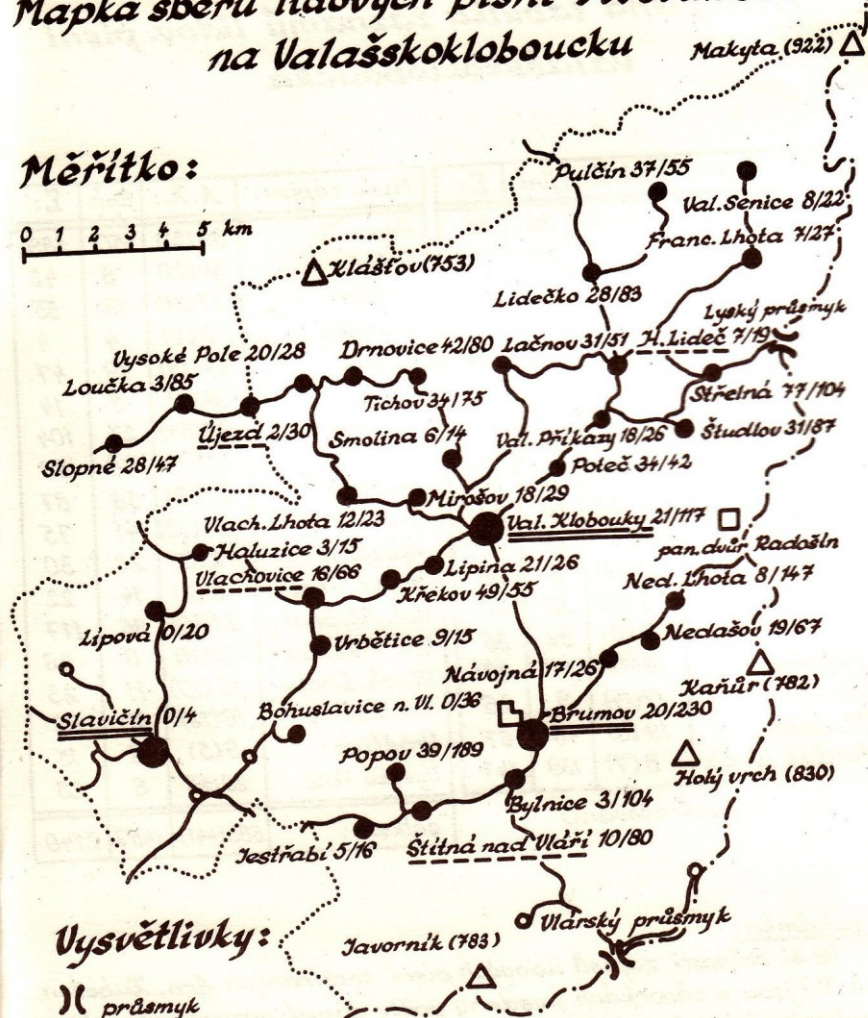 Mapka sběru lidových písní
na Valašskokloboucku
Makyta (922)
Měřítko:
0 1 2 3 4 5 km
Pulčín 37/55
Val. Senice 8/22
Franc. Lhota 7/27
Klášťov (753)
Lidečko 28/83
Lyský průsmyk
Vysoké Pole 20/28
Drnovice 42/80
Lačnov 31/51
H. Lideč 7/19
Loučka 3/85
Tichov 34/75
Střelná 77/104
Újezd 2/30
Smolina 6/14
Val. Příkazy 18/26
Študlov 31/87
Slopné 28/47
Poteč 34/42
Mirošov 18/29
Vlach. Lhota 12/23
Val. Klobouky 21/117
Haluzice 3/15
pan. dvůr Radošín
Vlachovice 16/66
Lipina 21/26
Ned. Lhota 8/147
Křekov 49/55
Lipová 0/20
Vrbětice 9/15
Nedašov 19/67
Návojná 17/26
Kaňúr (782)
Slavičín 0/4
Bohuslavice n. Vl. 0/36
Brumov 20/230
Popov 39/189
Holý vrch (830)
Bylnice 3/104
Jestřabí 5/16
Štítná nad Vláří 10/80
Vysvětlivky:
Vlárský průsmyk
Javorník (783)
)( průsmyk